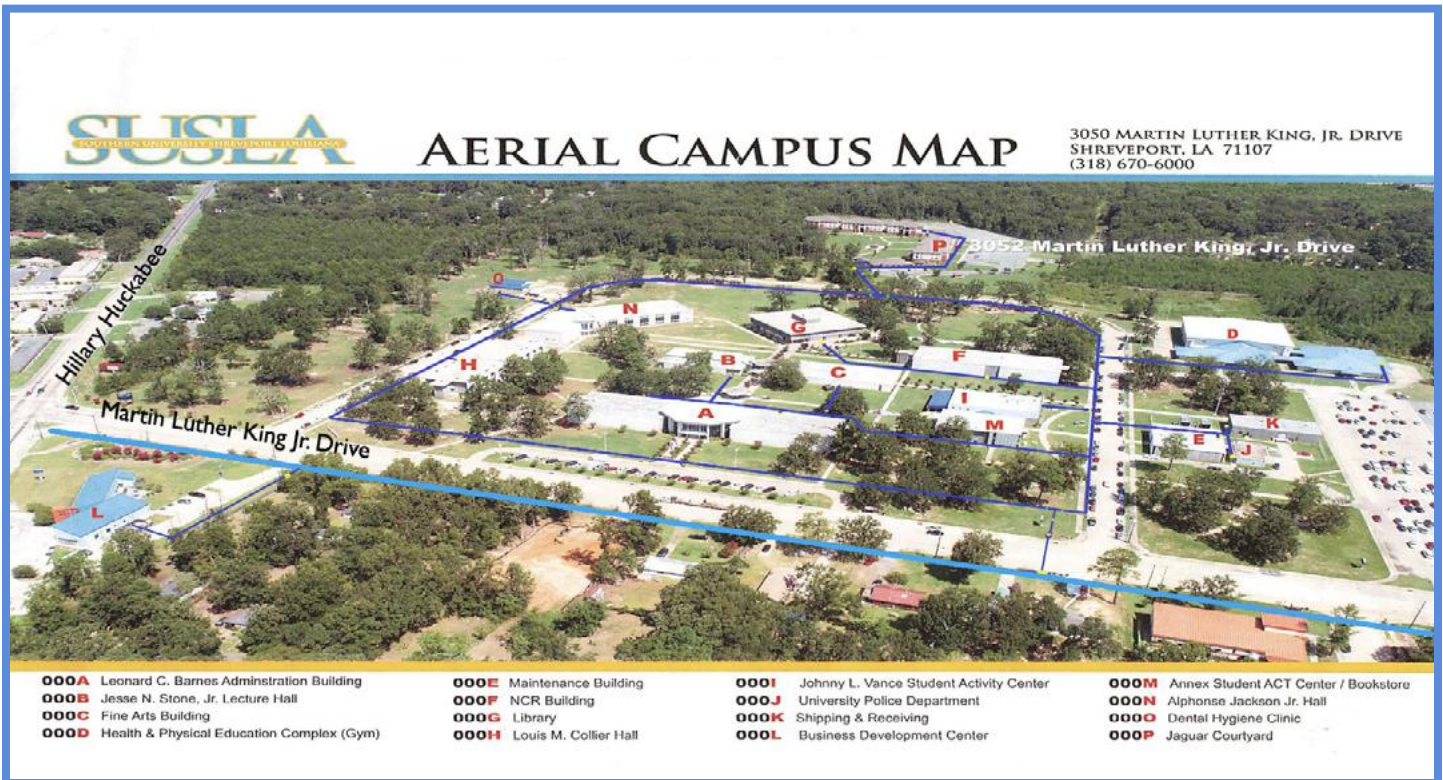 SUSLA
SOUTHERN UNIVERSITY SHREVEPORT LOUISIANA
AERIAL CAMPUS MAP
3050 MARTIN LUTHER KING, JR. DRIVE
SHREVEPORT, LA 71107
(318) 670-6000
Hillary Huckabee
P 3052 Martin Luther King, Jr. Drive
O
N
G
D
H
B
C
F
I
A
M
K
E
J
Martin Luther King Jr. Drive
L
000A Leonard C. Barnes Adminstration Building
000B Jesse N. Stone, Jr. Lecture Hall
000C Fine Arts Building
000D Health & Physical Education Complex (Gym)
000E Maintenance Building
000F NCR Building
000G Library
000H Louis M. Collier Hall
000I Johnny L. Vance Student Activity Center
000J University Police Department
000K Shipping & Receiving
000L Business Development Center
000M Annex Student ACT Center / Bookstore
000N Alphonse Jackson Jr. Hall
000O Dental Hygiene Clinic
000P Jaguar Courtyard